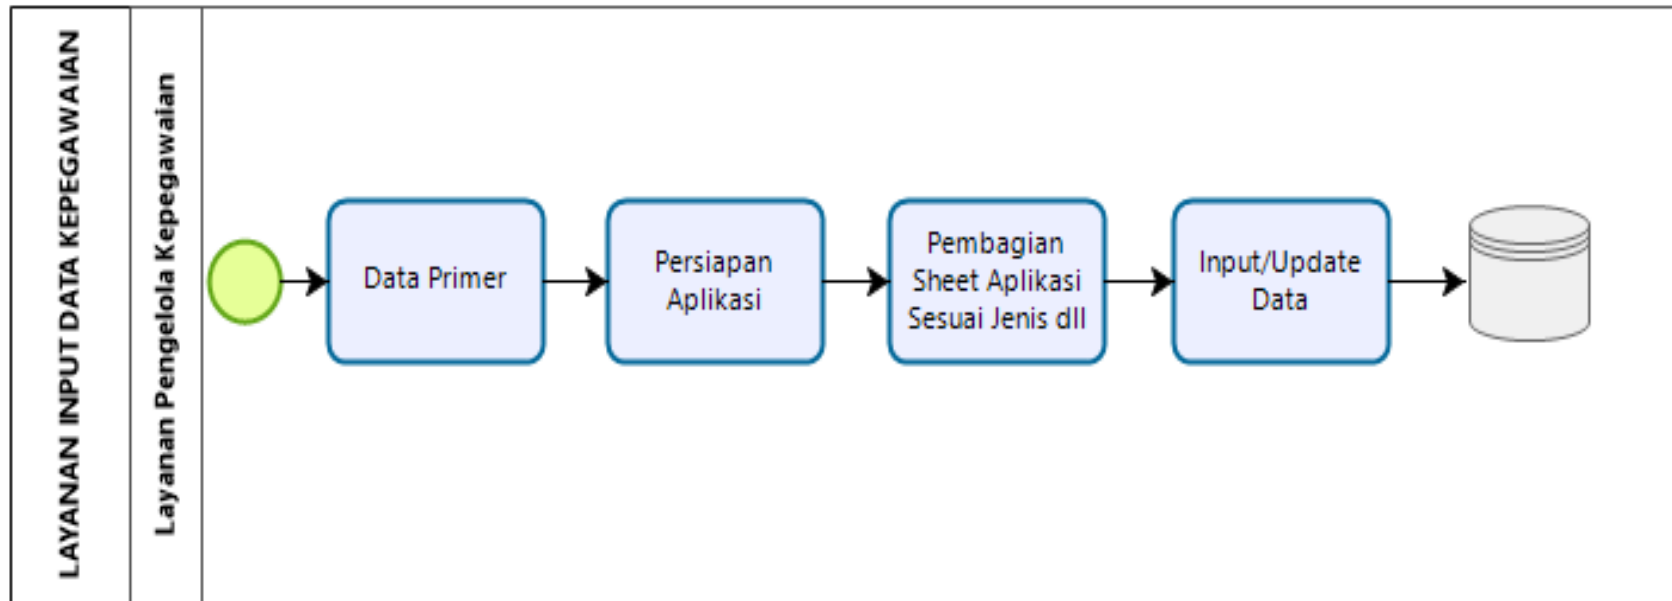 LAYANAN INPUT DATA KEPEGAWAIAN
Layanan Pengelola Kepegawaian
Data Primer
Persiapan
Aplikasi
Pembagian
Sheet Aplikasi
Sesuai Jenis dll
Input/Update
Data